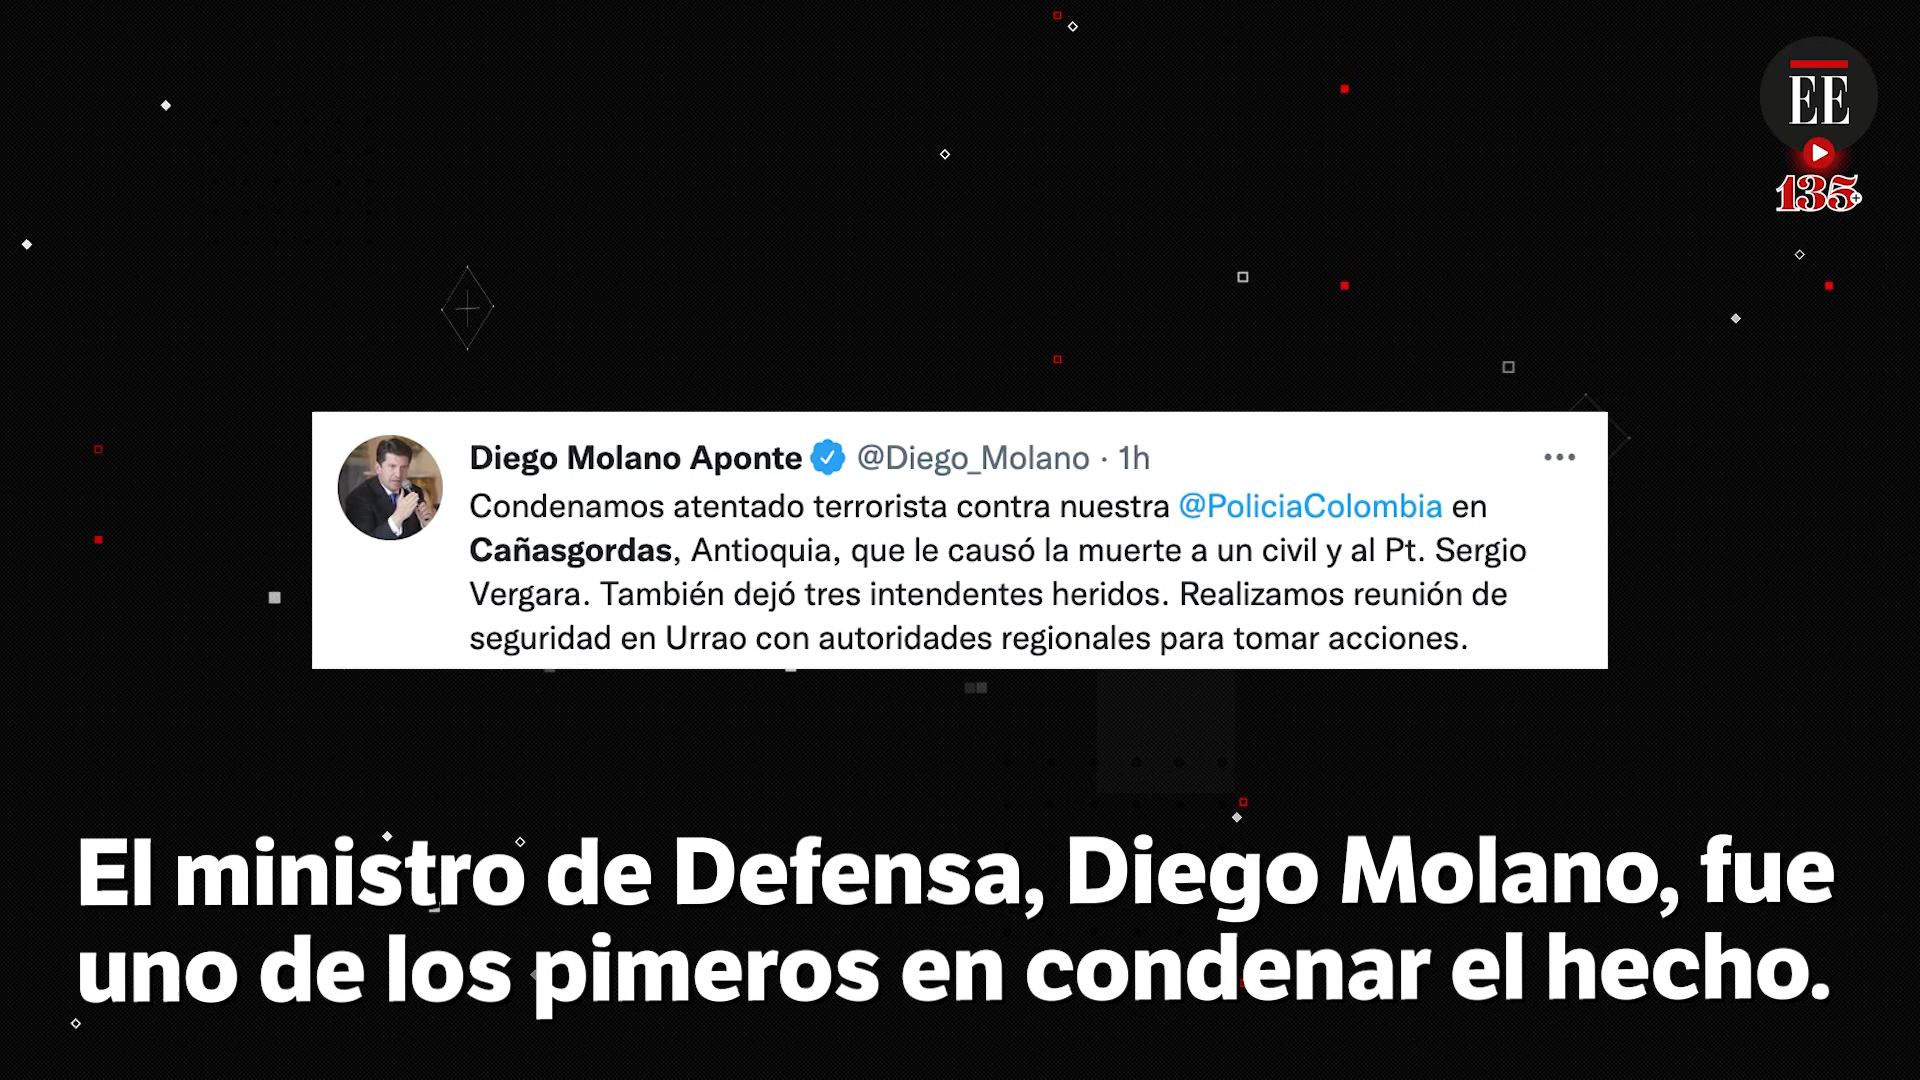 EE
135+
Diego Molano Aponte @Diego_Molano · 1h
Condenamos atentado terrorista contra nuestra @PoliciaColombia en
Cañasgordas, Antioquia, que le causó la muerte a un civil y al Pt. Sergio
Vergara. También dejó tres intendentes heridos. Realizamos reunión de
seguridad en Urrao con autoridades regionales para tomar acciones.
El ministro de Defensa, Diego Molano, fue
uno de los pimeros en condenar el hecho.